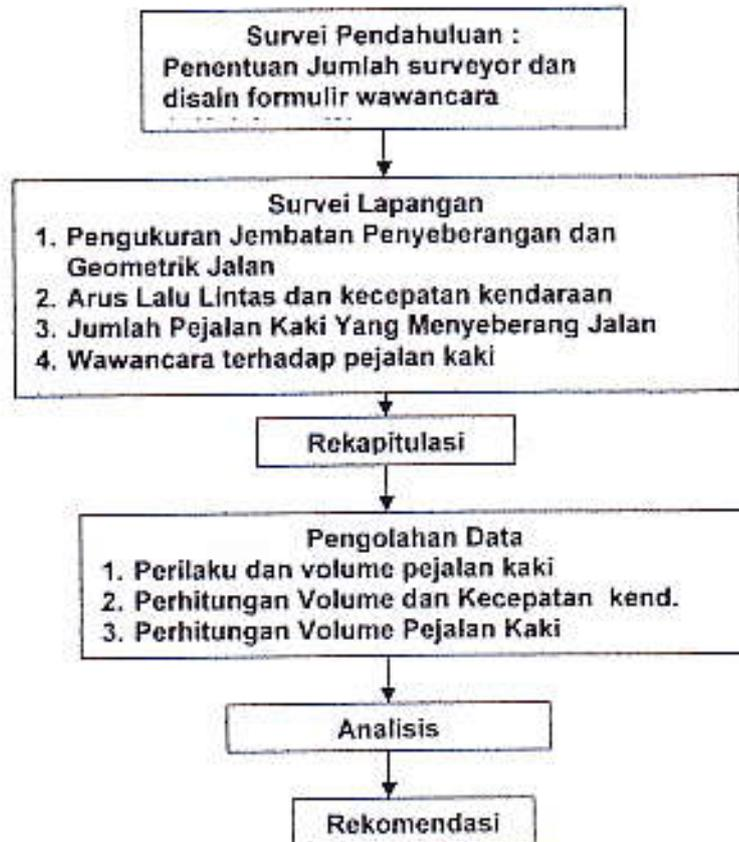 Survei Pendahuluan :
Penentuan Jumlah surveyor dan
disain formulir wawancara
Survei Lapangan
1. Pengukuran Jembatan Penyeberangan dan
Geometrik Jalan
2. Arus Lalu Lintas dan kecepatan kendaraan
3. Jumlah Pejalan Kaki Yang Menyeberang Jalan
4. Wawancara terhadap pejalan kaki
Rekapitulasi
Pengolahan Data
1. Perilaku dan volume pejalan kaki
2. Perhitungan Volume dan Kecepatan kend.
3. Perhitungan Volume Pejalan Kaki
Analisis
Rekomendasi